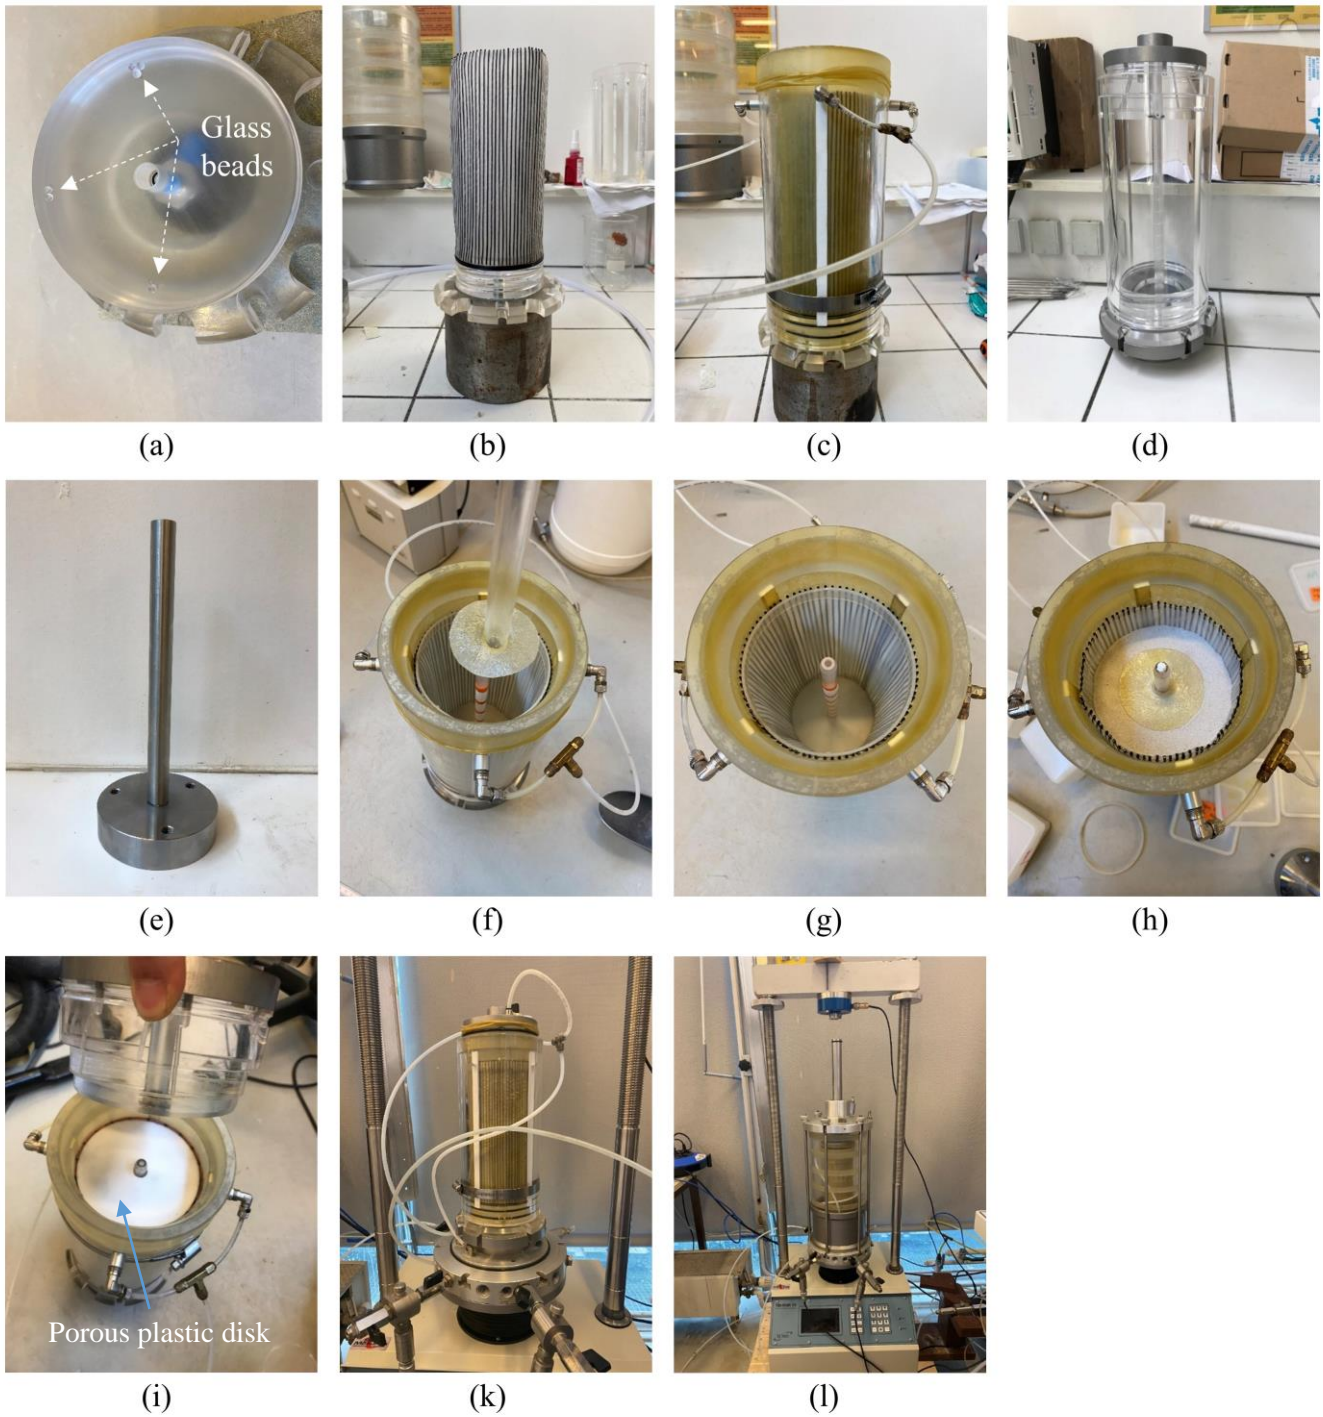 Glass
beads
(a)
(b)
(c)
(d)
(e)
(f)
(g)
(h)
Porous plastic disk
(i)
(k)
(l)